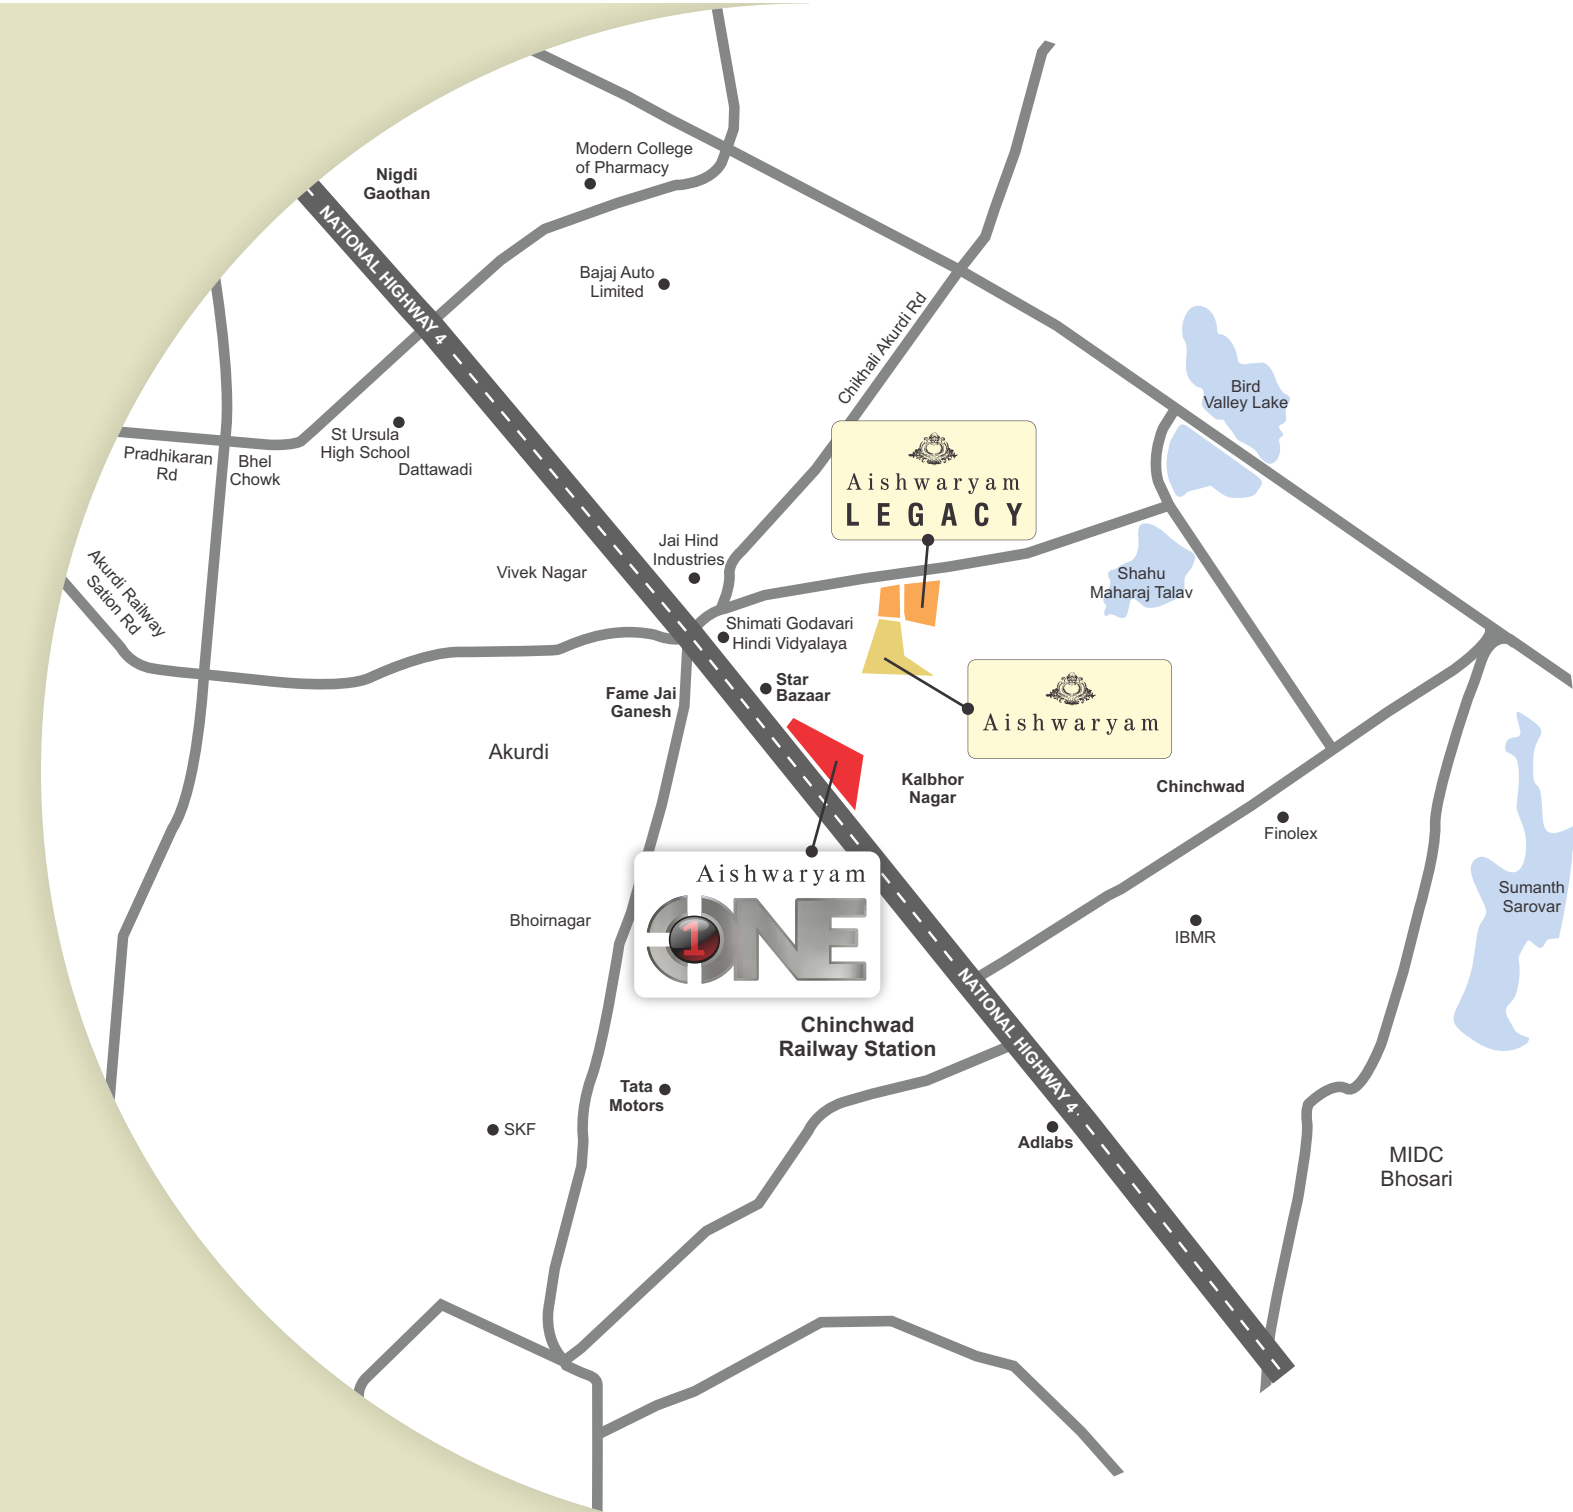 Modern College
of Pharmacy
Nigdi
Gaothan
NATIONAL HIGHWAY 4
Bajaj Auto
Limited
Chikhali Akurdi Rd
Bird
Valley Lake
St Ursula
High School
Dattawadi
Pradhikaran
Rd
Bhel
Chowk
Aishwaryam
LEGACY
Jai Hind
Industries
Vivek Nagar
Akurdi Railway
Sation Rd
Shahu
Maharaj Talav
Shimati Godavari
Hindi Vidyalaya
Star
Bazaar
Fame Jai
Ganesh
Aishwaryam
Akurdi
Kalbhor
Nagar
Chinchwad
Finolex
Aishwaryam
1
ONE
Sumanth
Sarovar
Bhoirnagar
IBMR
NATIONAL HIGHWAY 4
Chinchwad
Railway Station
Tata
Motors
SKF
Adlabs
MIDC
Bhosari